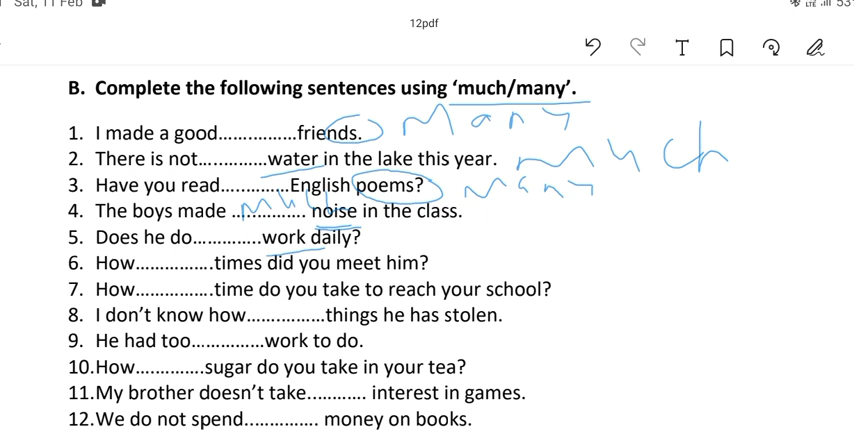 Sat, 11 Feb
LTE 53
12pdf
T
B. Complete the following sentences using ‘much/many’.
1. I made a good...............friends. Many
2. There is not.............water in the lake this year. Much
3. Have you read.............English poems? Many
4. The boys made .............. noise in the class.
5. Does he do.............work daily?
6. How...............times did you meet him?
7. How...............time do you take to reach your school?
8. I don’t know how...............things he has stolen.
9. He had too..............work to do.
10.How.............sugar do you take in your tea?
11.My brother doesn’t take........... interest in games.
12.We do not spend............... money on books.